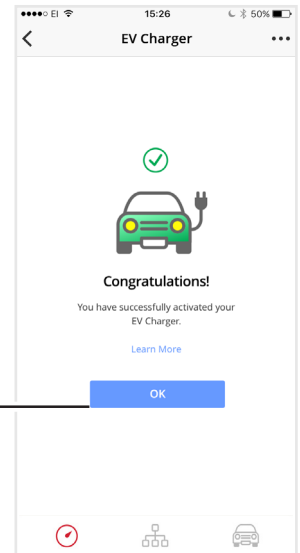 EI 15:26 50%
EV Charger
Congratulations!
You have successfully activated your
EV Charger.
Learn More
OK